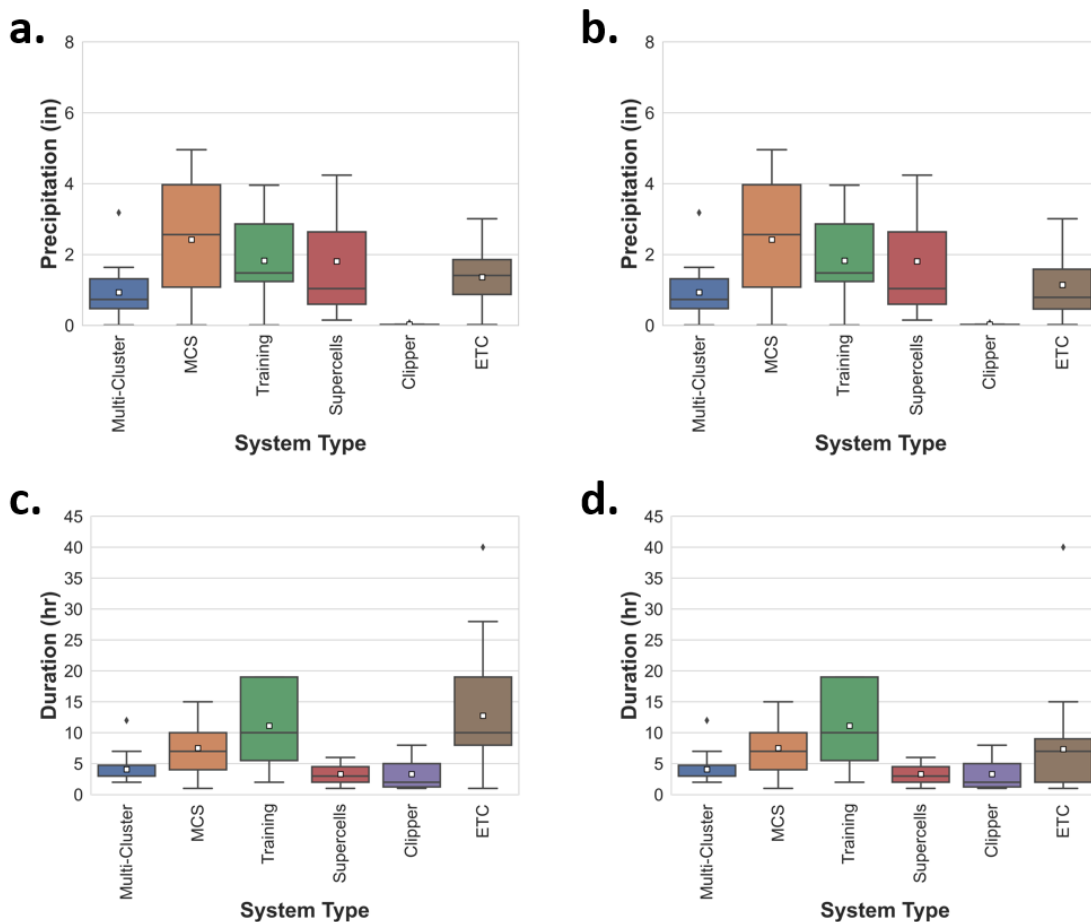 a.
8
6
4
2
0
Precipitation (in)
Multi-Cluster
MCS
Training
Supercells
Clipper
ETC
System Type
b.
8
6
4
2
0
Precipitation (in)
Multi-Cluster
MCS
Training
Supercells
Clipper
ETC
System Type
c.
45
40
35
30
25
20
15
10
5
0
Duration (hr)
Multi-Cluster
MCS
Training
Supercells
Clipper
ETC
System Type
d.
45
40
35
30
25
20
15
10
5
0
Duration (hr)
Multi-Cluster
MCS
Training
Supercells
Clipper
ETC
System Type